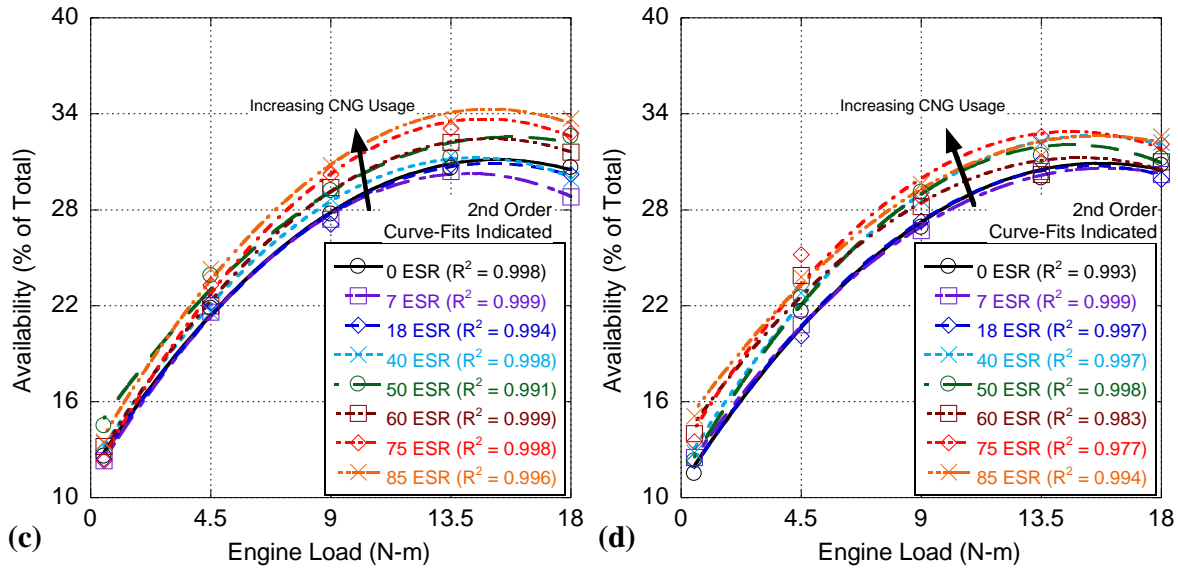 40
34
28
22
16
10
Availability (% of Total)
Increasing CNG Usage
2nd Order
Curve-Fits Indicated
0 ESR (R² = 0.998)
7 ESR (R² = 0.999)
18 ESR (R² = 0.994)
40 ESR (R² = 0.998)
50 ESR (R² = 0.991)
60 ESR (R² = 0.999)
75 ESR (R² = 0.998)
85 ESR (R² = 0.996)
0 4.5 9 13.5 18
Engine Load (N-m)
(c)
40
34
28
22
16
10
Availability (% of Total)
Increasing CNG Usage
2nd Order
Curve-Fits Indicated
0 ESR (R² = 0.993)
7 ESR (R² = 0.999)
18 ESR (R² = 0.997)
40 ESR (R² = 0.997)
50 ESR (R² = 0.998)
60 ESR (R² = 0.983)
75 ESR (R² = 0.977)
85 ESR (R² = 0.994)
0 4.5 9 13.5 18
Engine Load (N-m)
(d)